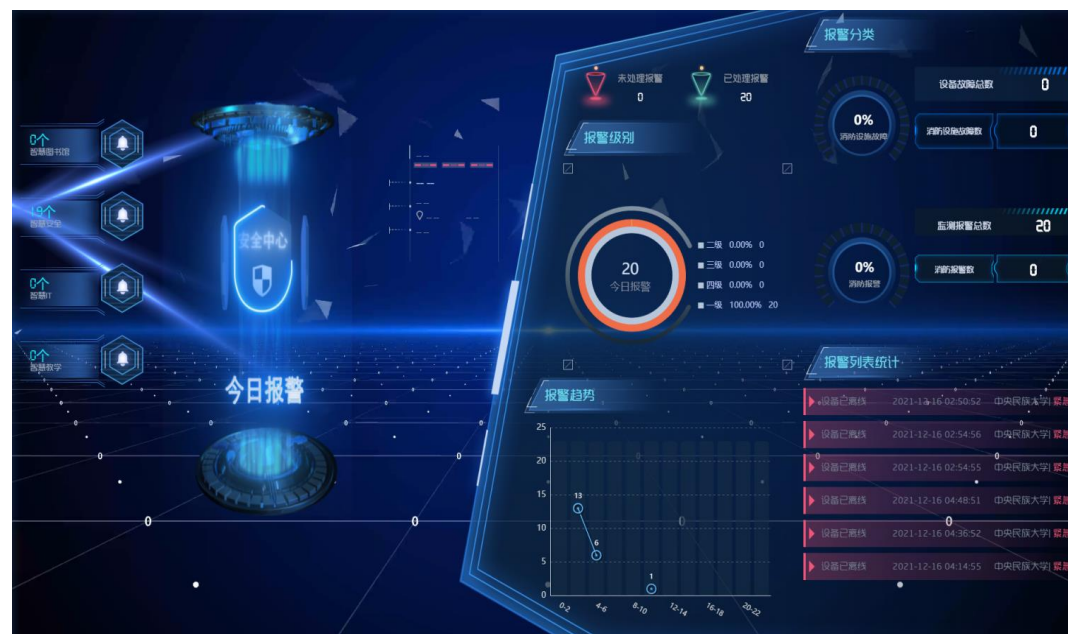 0个
智慧图书馆
19个
智慧安全
0个
智慧IT
0个
智慧教学
安全中心
今日报警
未处理报警
0
已处理报警
20
报警级别
20
今日报警
二级 0.00% 0
三级 0.00% 0
四级 0.00% 0
一级 100.00% 20
报警趋势
25
20
15
10
5
0
13
6
1
0-2
4-6
8-10
12-14
16-18
20-22
报警分类
0%
消防设施故障
设备故障总数 0
消防设施故障数 0
0%
消防报警
监测报警总数 20
消防报警数 0
报警列表统计
设备已离线 2021-12-16 02:50:52 中央民族大学|
设备已离线 2021-12-16 02:54:56 中央民族大学|
设备已离线 2021-12-16 02:54:55 中央民族大学|
设备已离线 2021-12-16 04:48:51 中央民族大学|
设备已离线 2021-12-16 04:36:52 中央民族大学|
设备已离线 2021-12-16 04:14:55 中央民族大学|